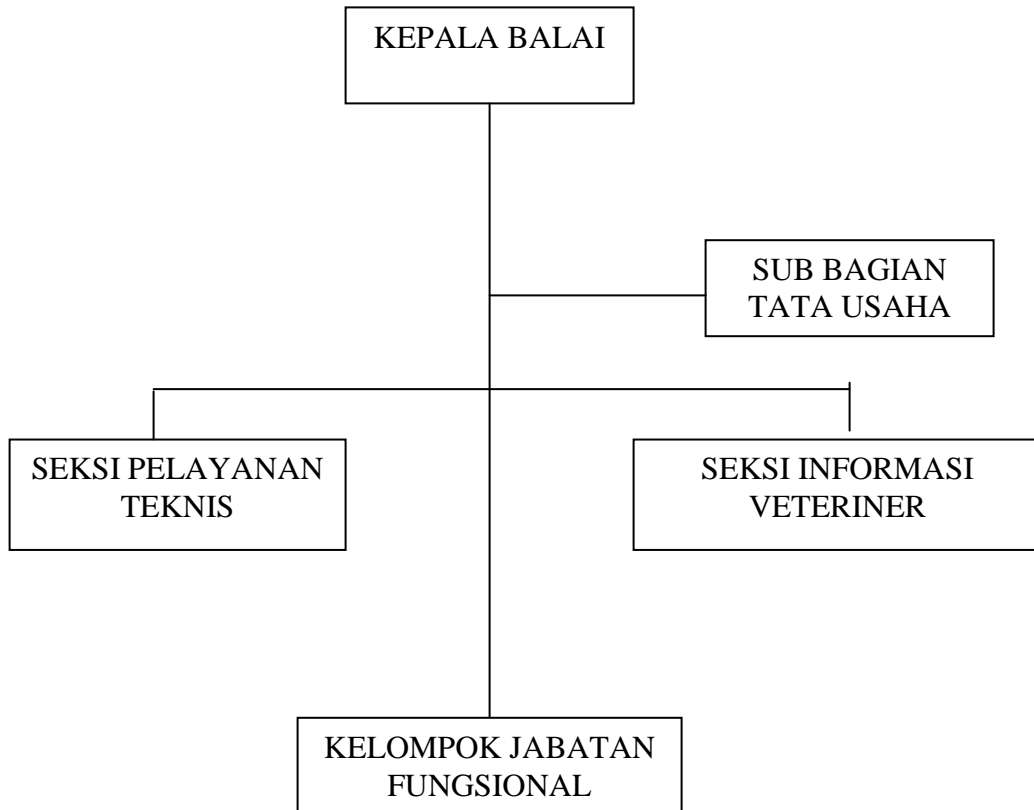 KEPALA BALAI
SUB BAGIAN
TATA USAHA
SEKSI PELAYANAN
TEKNIS
SEKSI INFORMASI
VETERINER
KELOMPOK JABATAN
FUNGSIONAL